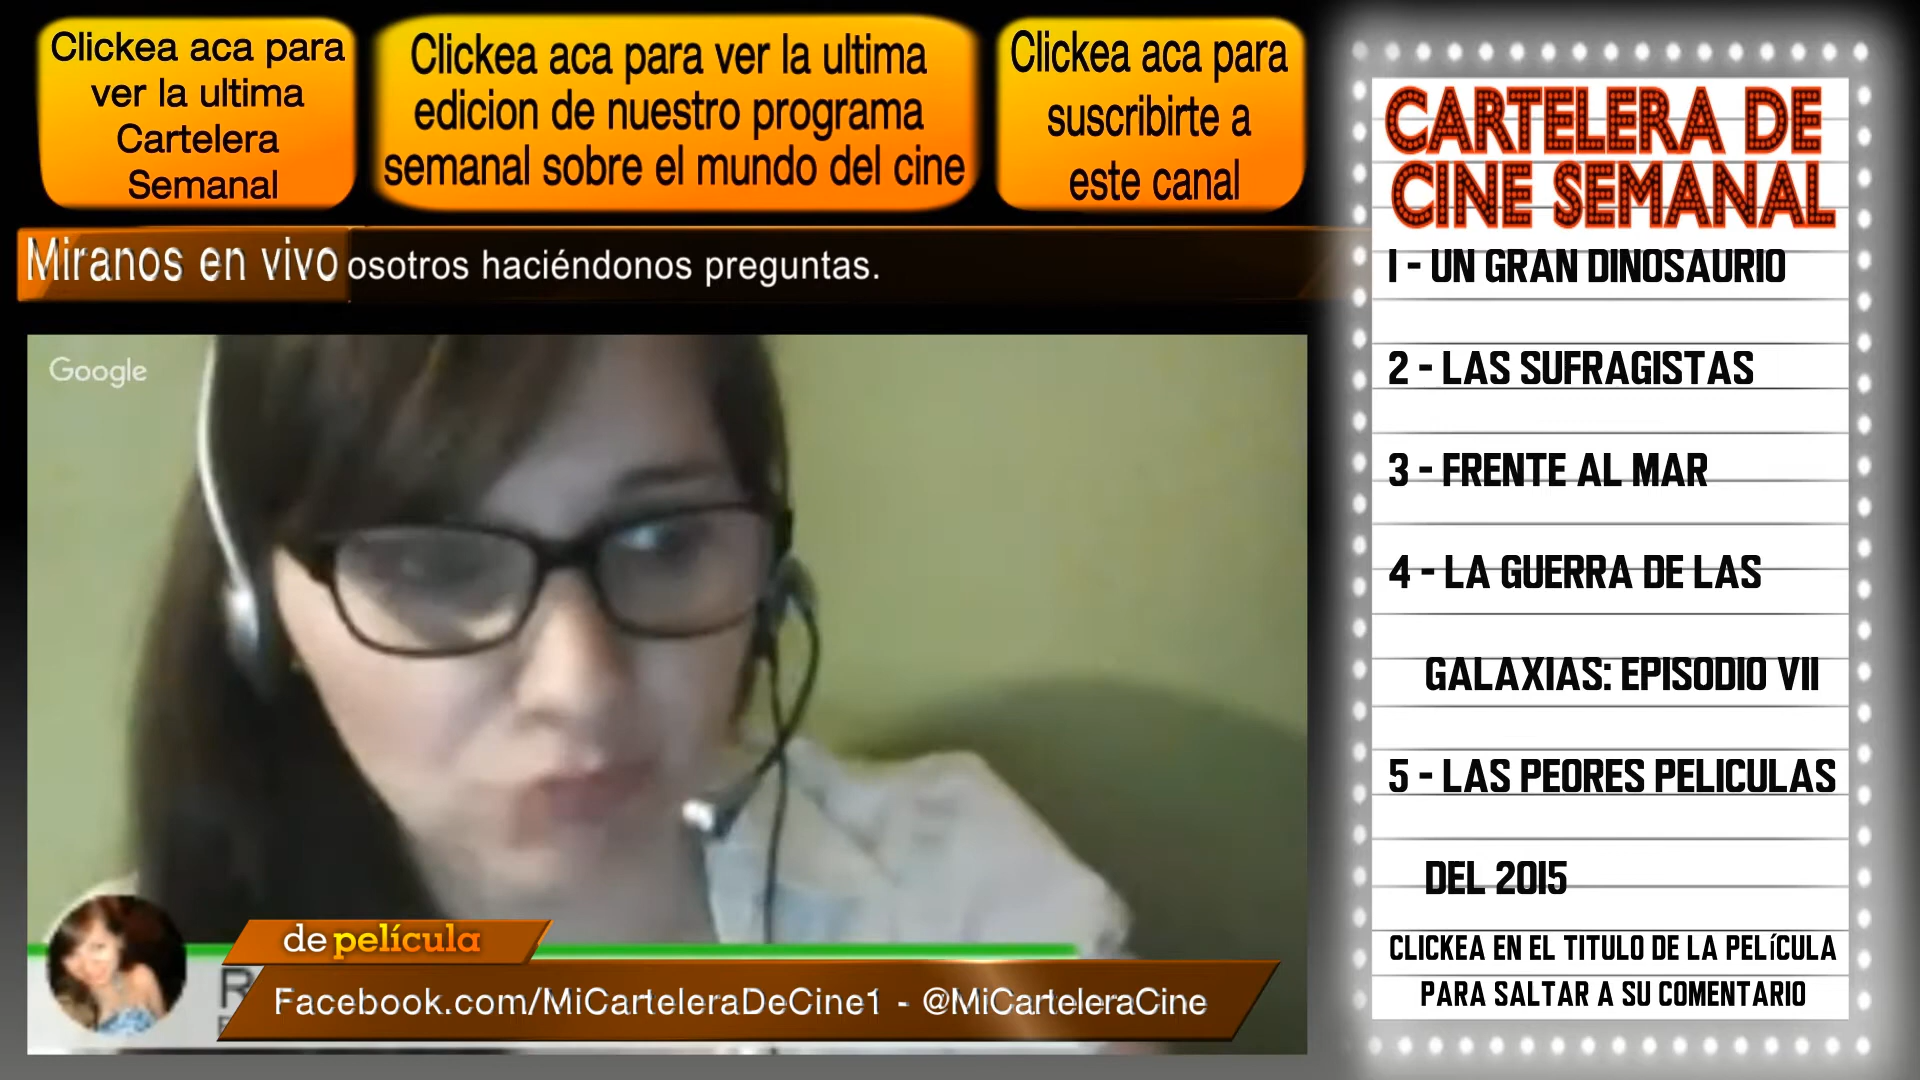 Clickea aca para
ver la ultima
Cartelera
Semanal
Clickea aca para ver la ultima
edicion de nuestro programa
semanal sobre el mundo del cine
Clickea aca para
suscribirte a
este canal
Miranos en vivo
osotros haciéndonos preguntas.
Google
de película
Facebook.com/MiCarteleraDeCine1 - @MiCarteleraCine
CARTELERA DE
CINE SEMANAL
1 - UN GRAN DINOSAURIO
2 - LAS SUFRAGISTAS
3 - FRENTE AL MAR
4 - LA GUERRA DE LAS
GALAXIAS: EPISODIO VII
5 - LAS PEORES PELICULAS
DEL 2015
CLICKEA EN EL TITULO DE LA PELíCULA
PARA SALTAR A SU COMENTARIO